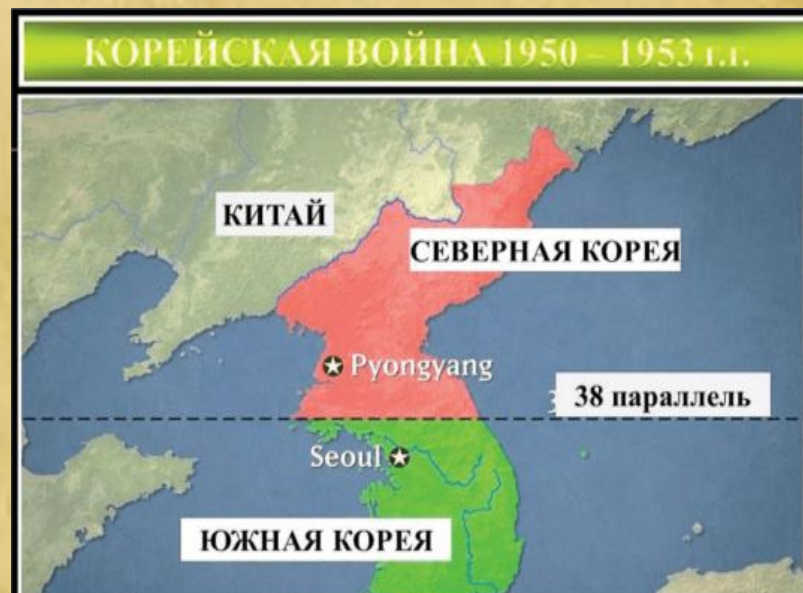 КОРЕЙСКАЯ ВОЙНА 1950 – 1953 г.г.
КИТАЙ
СЕВЕРНАЯ КОРЕЯ
Pyongyang
38 параллель
Seoul
ЮЖНАЯ КОРЕЯ